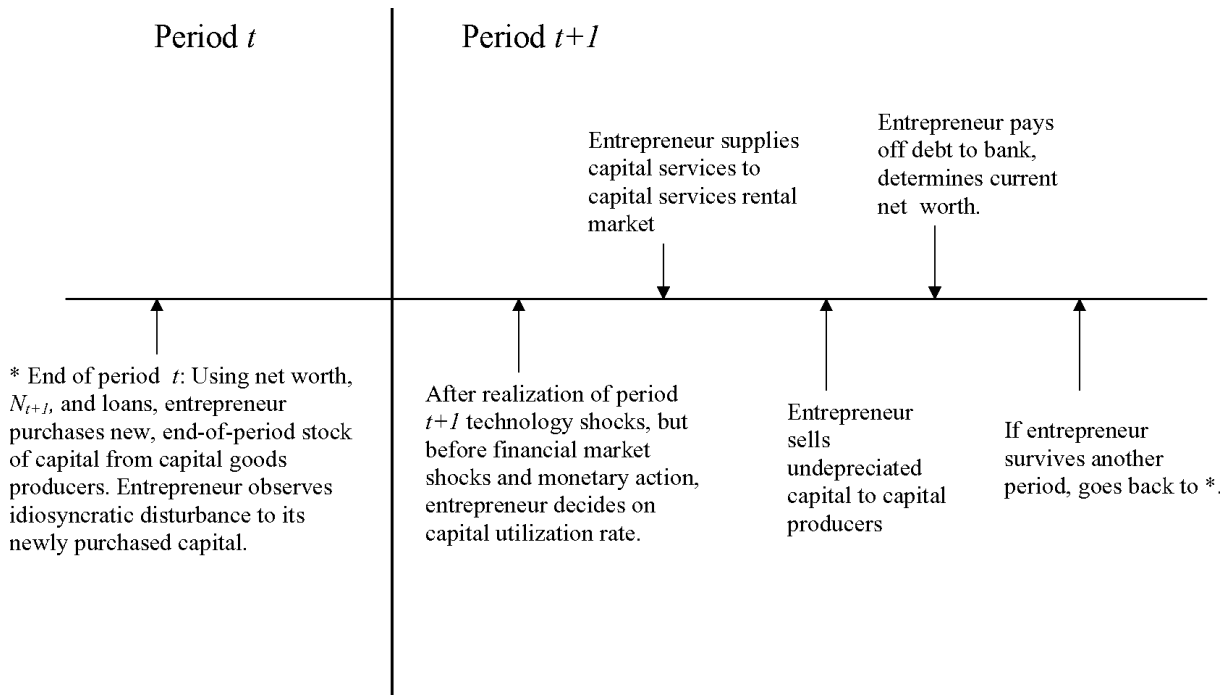 Period t
Period t+1
Entrepreneur supplies
capital services to
capital services rental
market
Entrepreneur pays
off debt to bank,
determines current
net worth.
* End of period t: Using net worth,
Nt+1, and loans, entrepreneur
purchases new, end-of-period stock
of capital from capital goods
producers. Entrepreneur observes
idiosyncratic disturbance to its
newly purchased capital.
After realization of period
t+1 technology shocks, but
before financial market
shocks and monetary action,
entrepreneur decides on
capital utilization rate.
Entrepreneur
sells
undepreciated
capital to capital
producers
If entrepreneur
survives another
period, goes back to *.